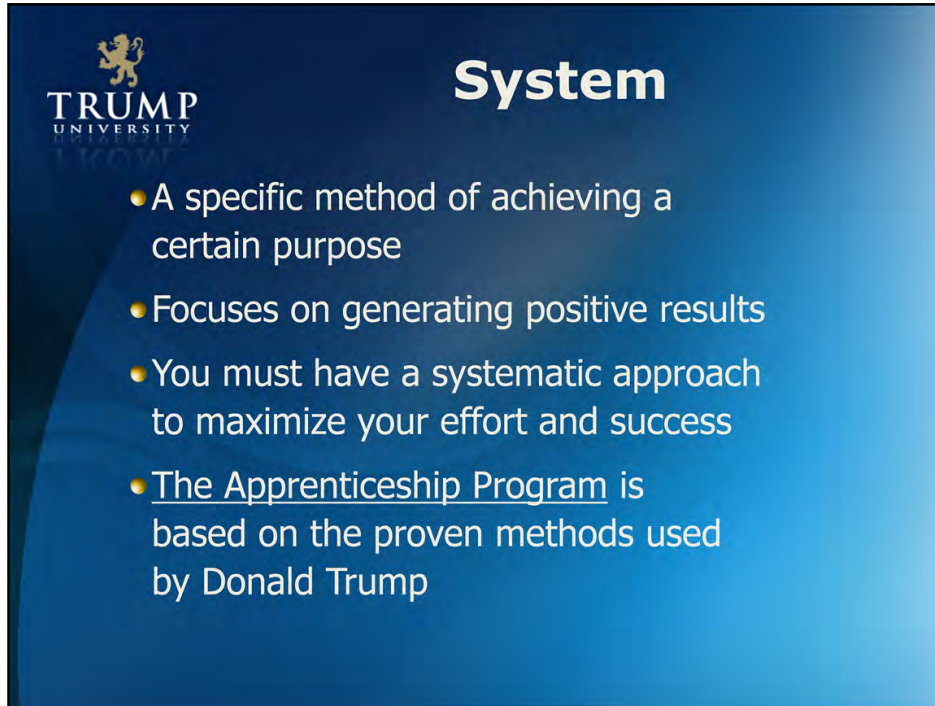 TRUMP
UNIVERSITY
System
A specific method of achieving a
certain purpose
Focuses on generating positive results
You must have a systematic approach
to maximize your effort and success
The Apprenticeship Program is
based on the proven methods used
by Donald Trump